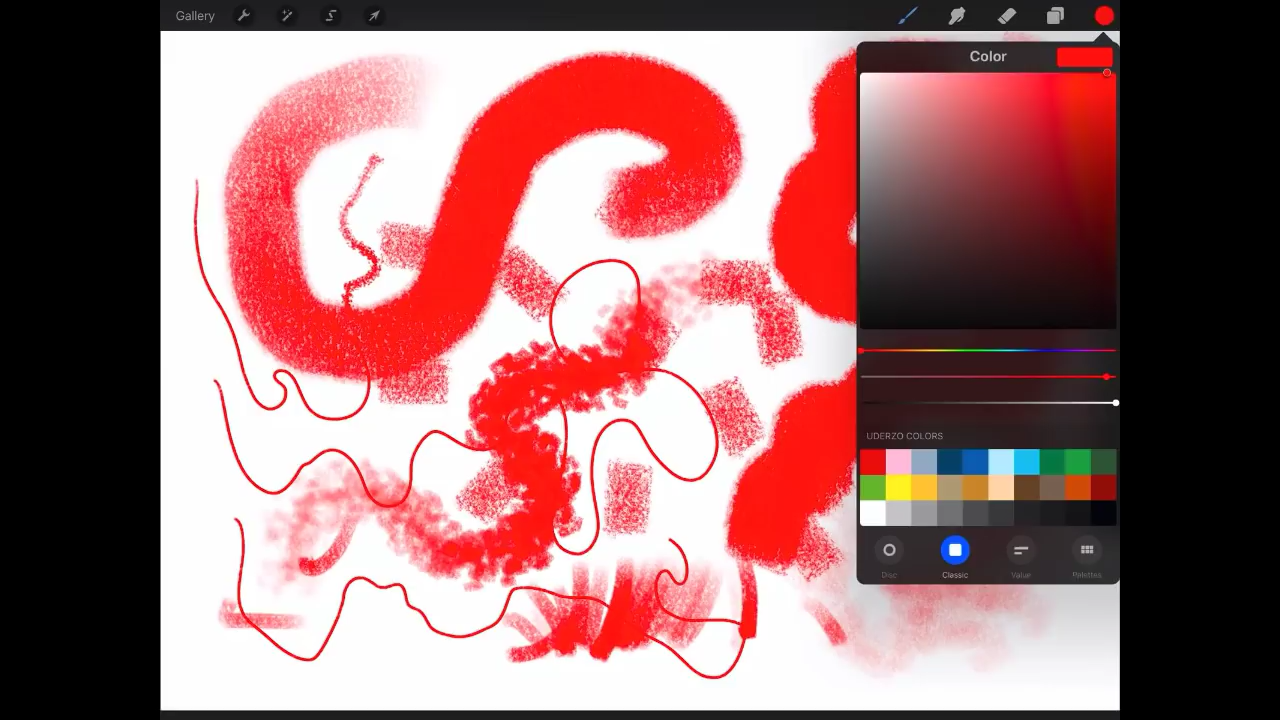 Gallery
Color
UDERZO COLORS
Disc
Classic
Value
Palettes